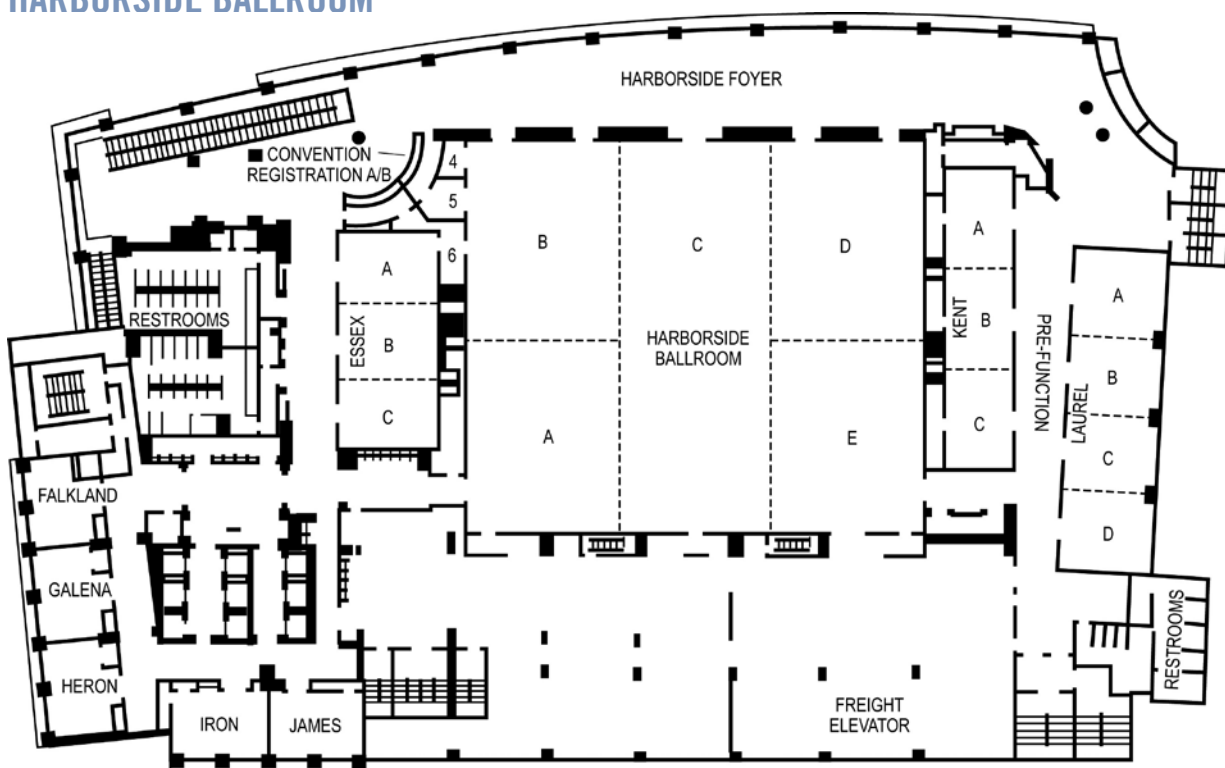 HARBORSIDE BALLROOM
HARBORSIDE FOYER
CONVENTION
REGISTRATION A/B
4
5
6
B
C
D
A
A
A
ESSEX
B
C
HARBORSIDE
BALLROOM
A
E
KENT
B
C
PRE-FUNCTION
LAUREL
B
C
D
RESTROOMS
FALKLAND
GALENA
HERON
IRON
JAMES
FREIGHT
ELEVATOR
RESTROOMS